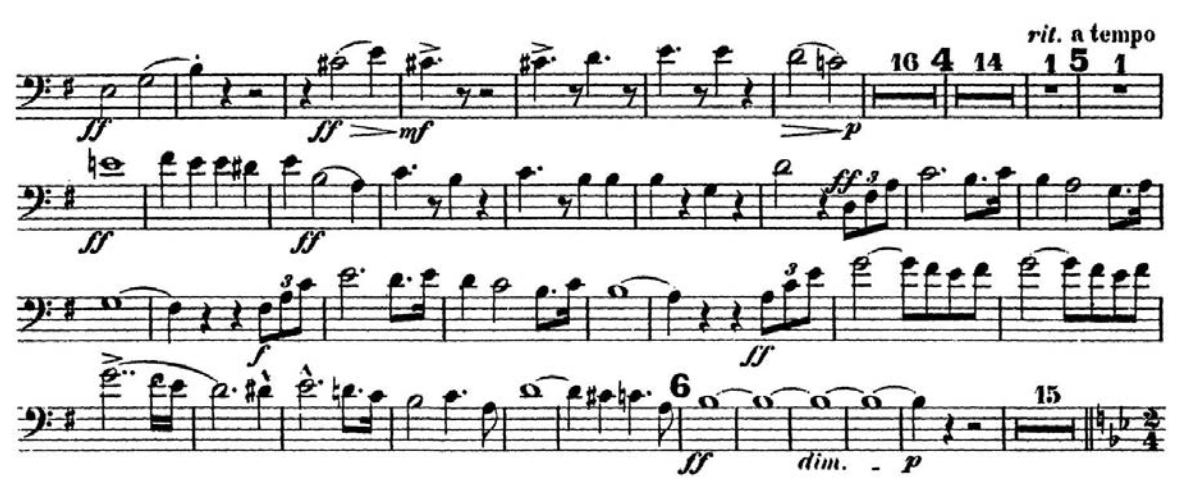 rit. a tempo
16 4 14 1 5 1
ff ff mf p
ff 3
ff ff
3 3
f ff
6 15
ff dim. - p 2
4